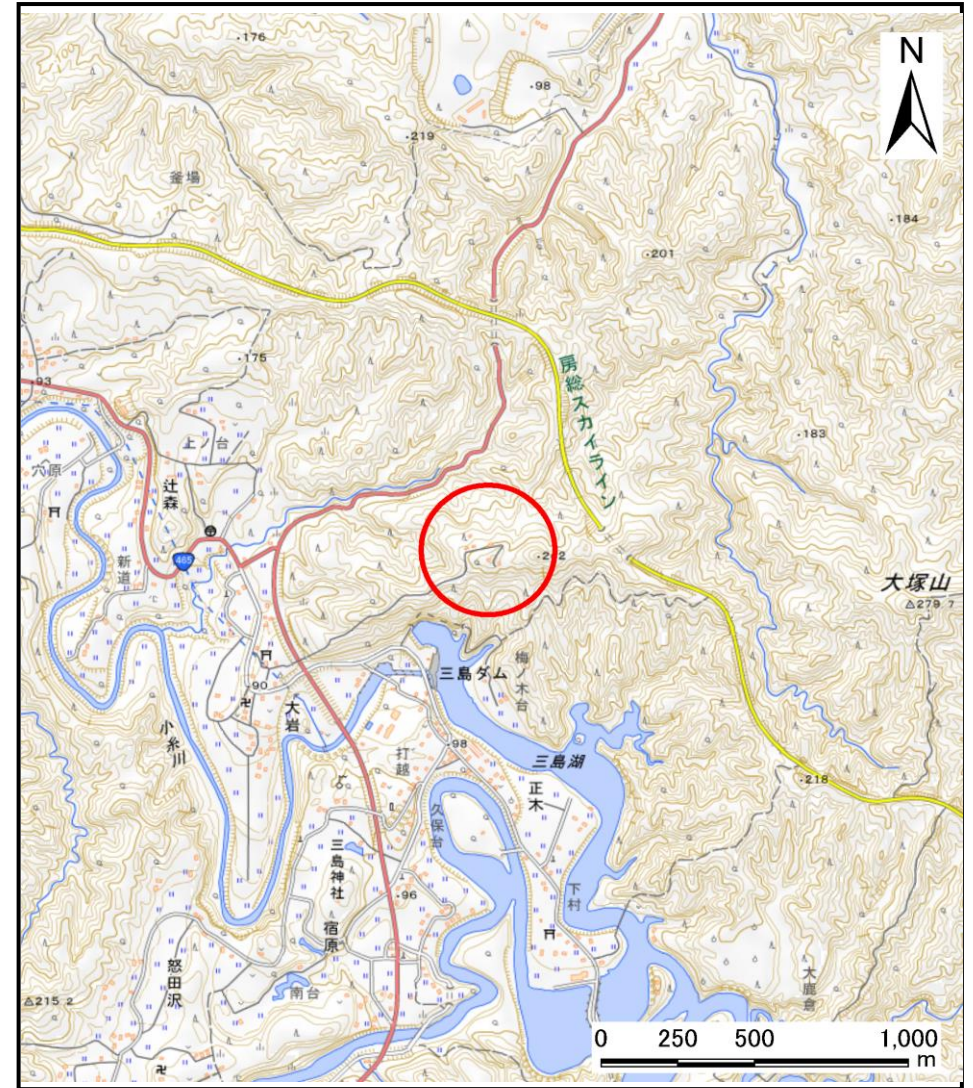 ・176
N
・98
・219
釜場
・184
・201
房総スカイライン
・175
・93
上ノ台
・183
穴原
辻森
465
新道
大塚山
△279.7
三島ダム
梅ノ木台
90
大岩
小糸川
98
打越
三島湖
正木
・218
久保台
三島神社
・96
下村
宿原
怒田沢
南台
大鹿倉
△215.2
0 250 500 1,000
m